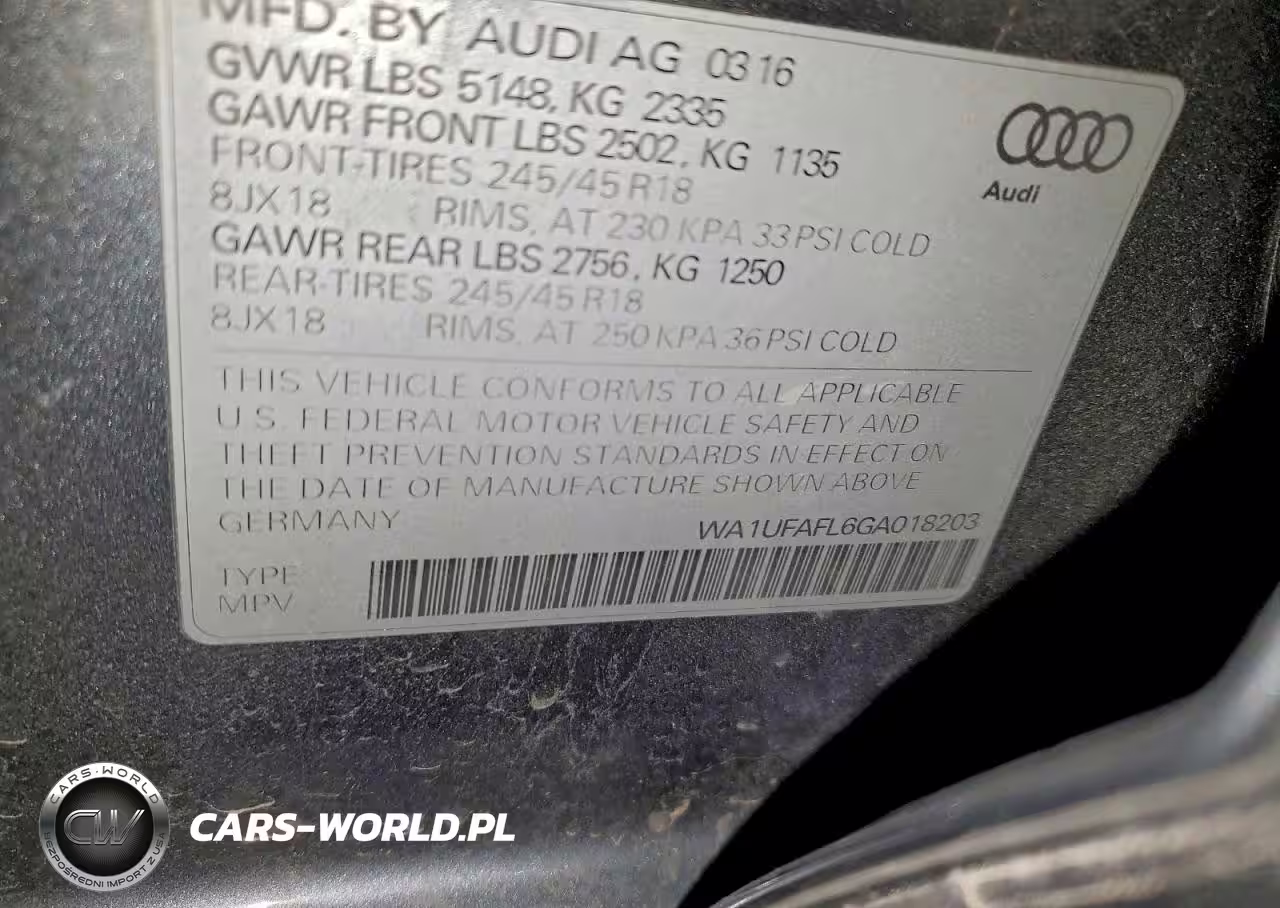 MFD. BY AUDI AG 0316
GVWR LBS 5148, KG 2335
GAWR FRONT LBS 2502, KG 1135
FRONT-TIRES 245/45 R18
8JX18 RIMS, AT 230 KPA 33 PSI COLD
GAWR REAR LBS 2756, KG 1250
REAR-TIRES 245/45 R18
8JX18 RIMS, AT 250 KPA 36 PSI COLD
Audi
THIS VEHICLE CONFORMS TO ALL APPLICABLE
U.S. FEDERAL MOTOR VEHICLE SAFETY AND
THEFT PREVENTION STANDARDS IN EFFECT ON
THE DATE OF MANUFACTURE SHOWN ABOVE
GERMANY WA1UFAFL6GA018203
TYPE
MPV
CARS-WORLD
CW
BEZPOŚREDNI IMPORT Z USA
CARS-WORLD.PL